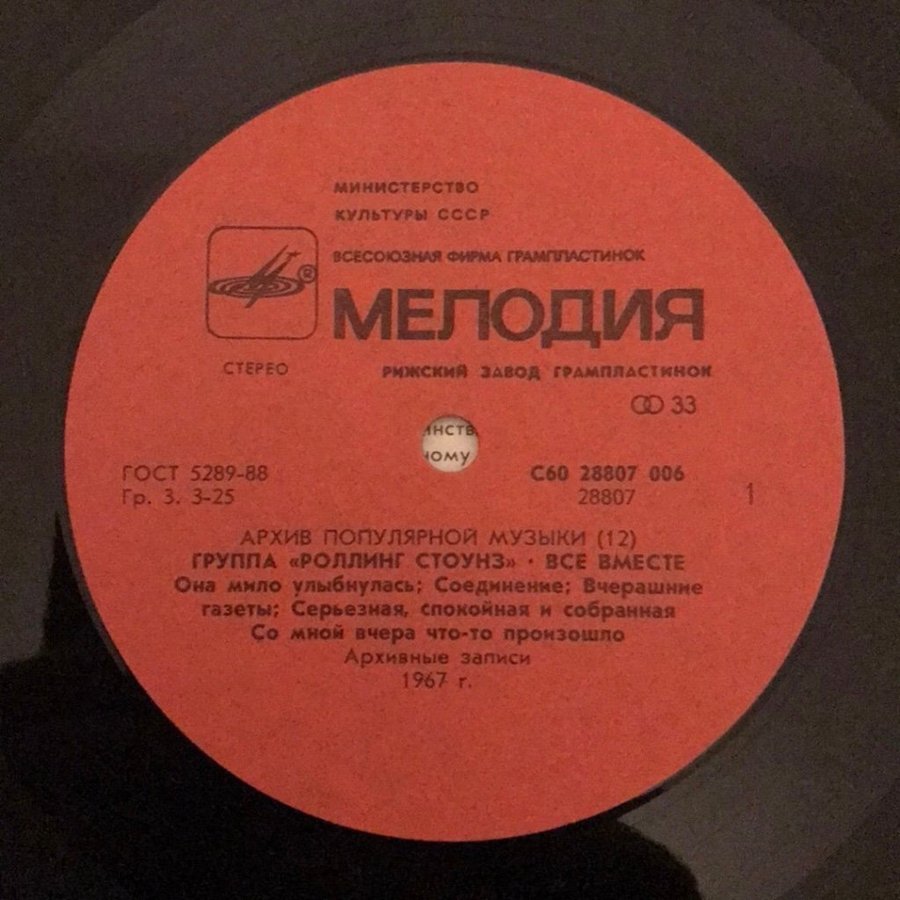 МИНИСТЕРСТВО
КУЛЬТУРЫ СССР
ВСЕСОЮЗНАЯ ФИРМА ГРАМПЛАСТИНОК
®
МЕЛОДИЯ
СТЕРЕО
РИЖСКИЙ ЗАВОД ГРАМПЛАСТИНОК
33
инств
ному
ГОСТ 5289-88
С60 28807 006
Гр. 3. 3-25
28807
1
АРХИВ ПОПУЛЯРНОЙ МУЗЫКИ (12)
ГРУППА «РОЛЛИНГ СТОУНЗ» · ВСЕ ВМЕСТЕ
Она мило улыбнулась; Соединение; Вчерашние
газеты; Серьезная, спокойная и собранная
Со мной вчера что-то произошло
Архивные записи
1967 г.